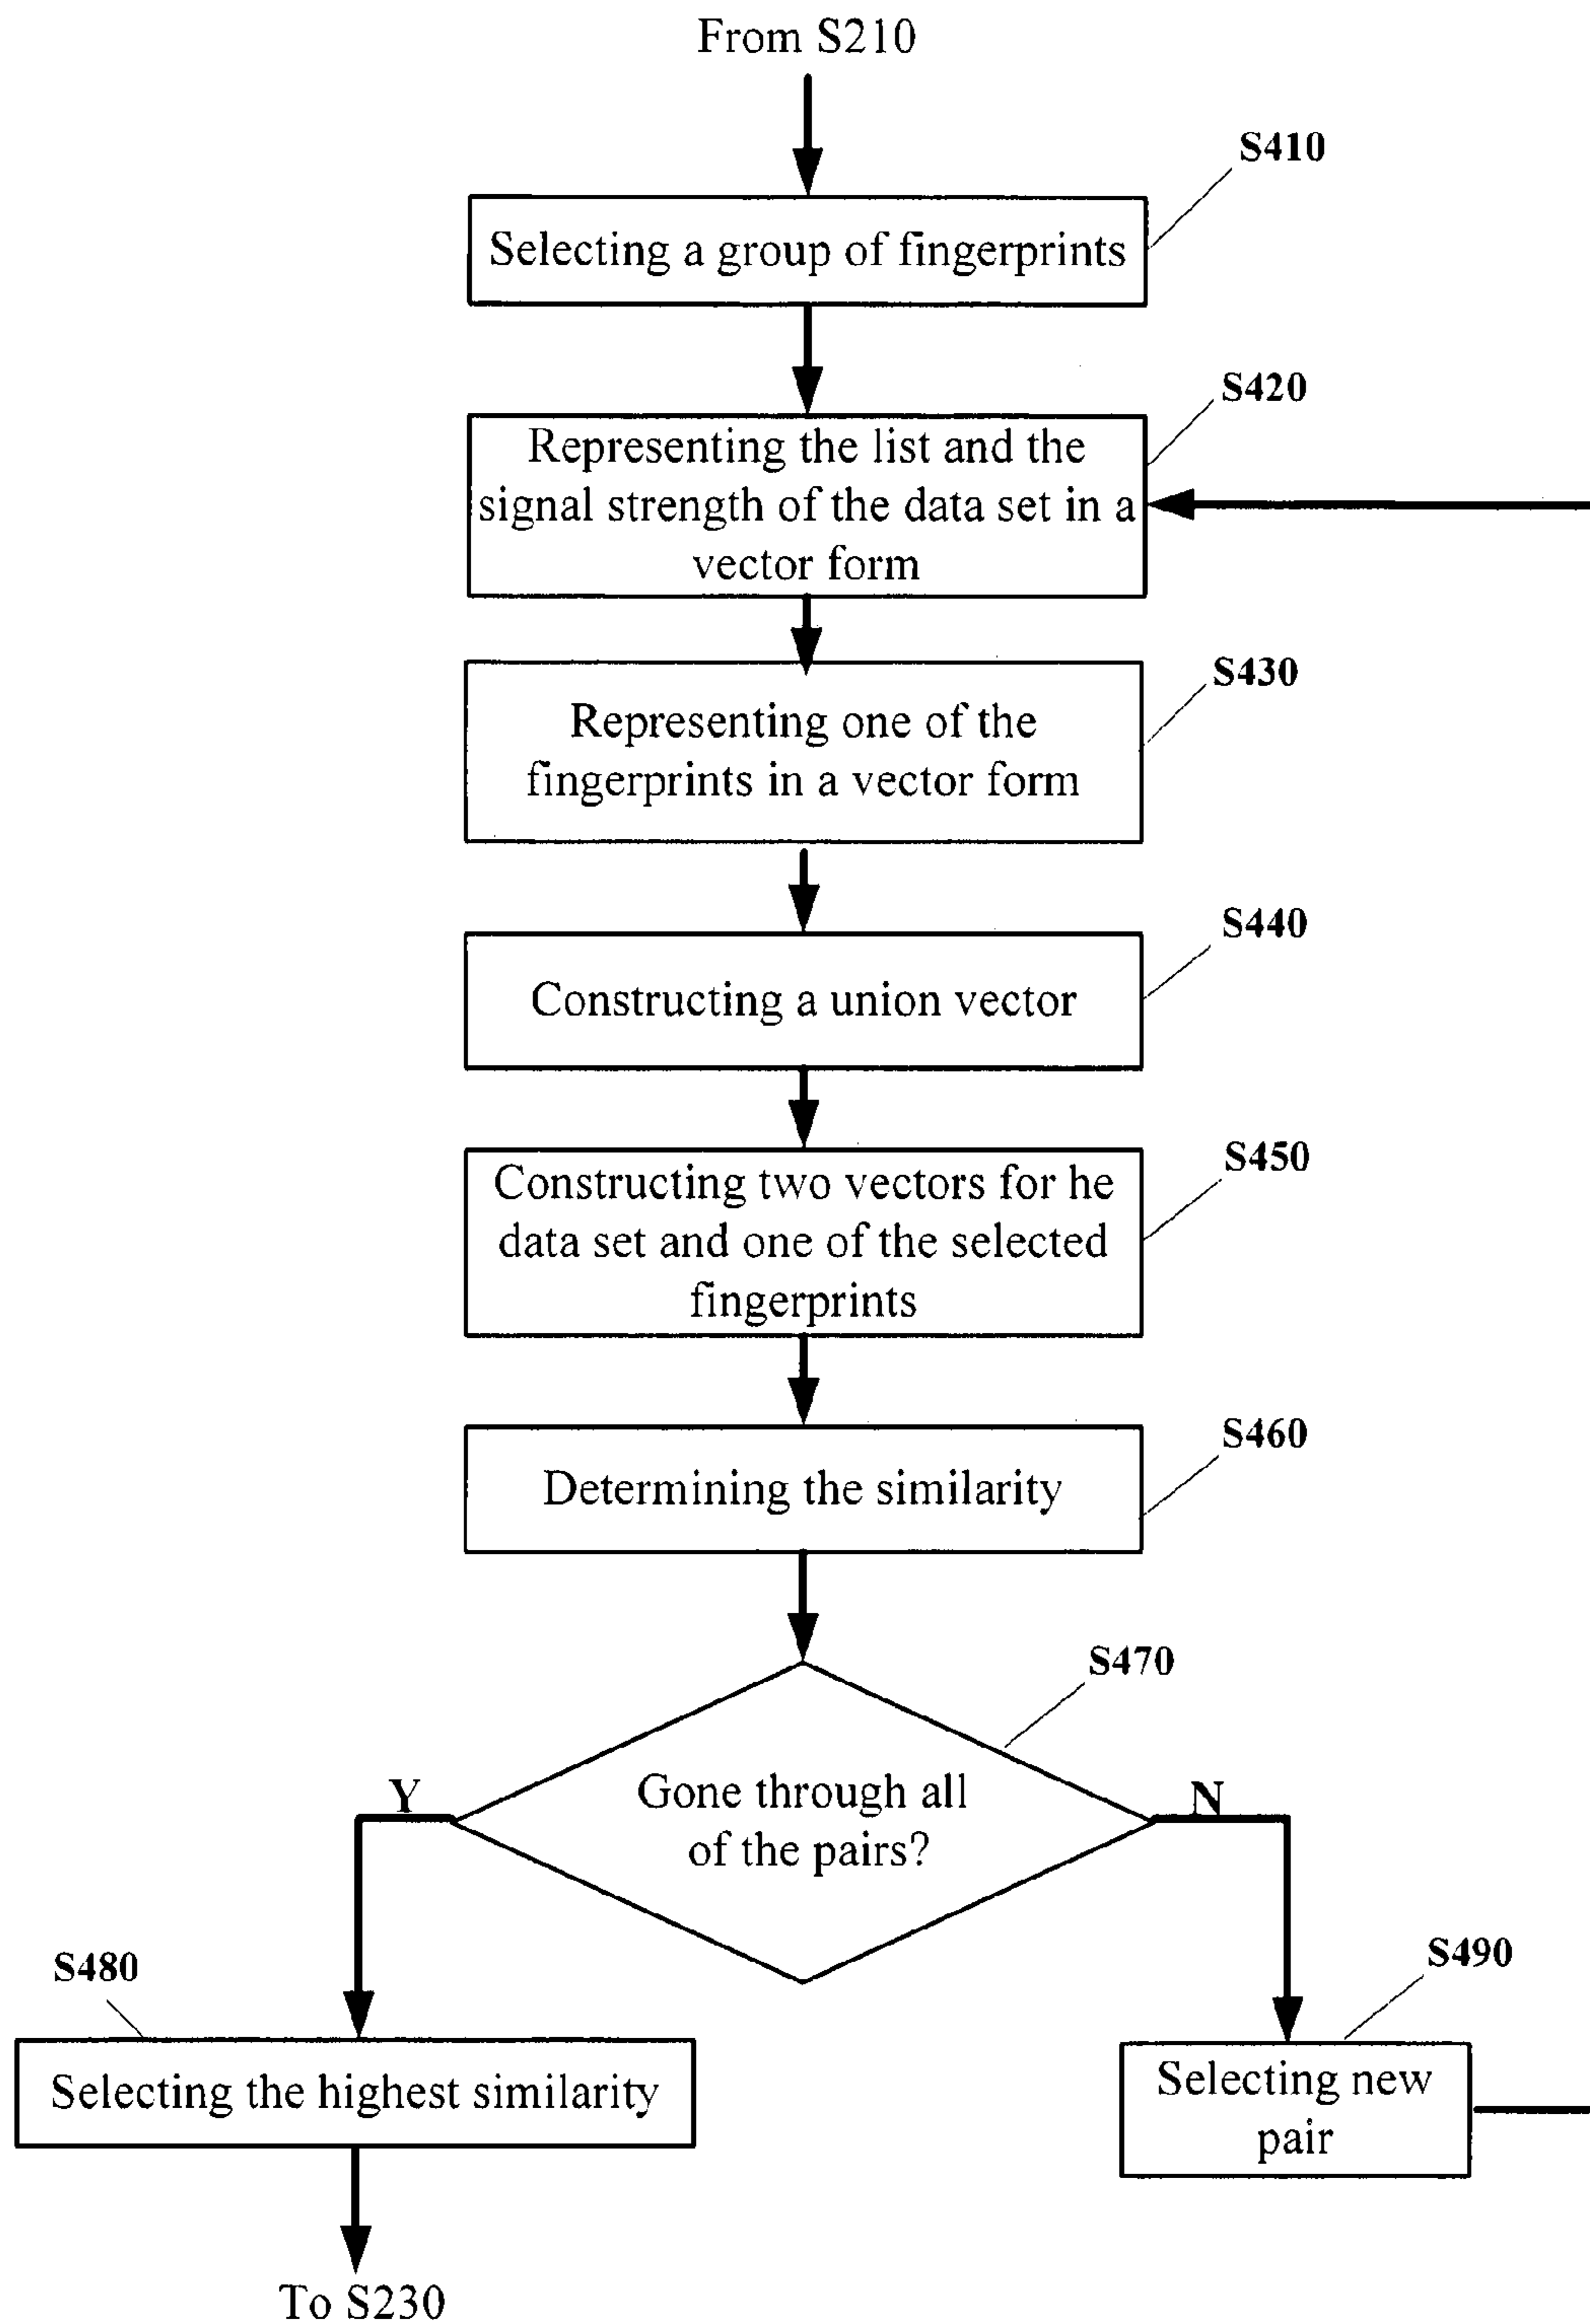 From S210
S410
Selecting a group of fingerprints
S420
Representing the list and the
signal strength of the data set in a
vector form
S430
Representing one of the
fingerprints in a vector form
S440
Constructing a union vector
S450
Constructing two vectors for he
data set and one of the selected
fingerprints
S460
Determining the similarity
S470
Gone through all
of the pairs?
Y
N
S480
Selecting the highest similarity
S490
Selecting new
pair
To S230